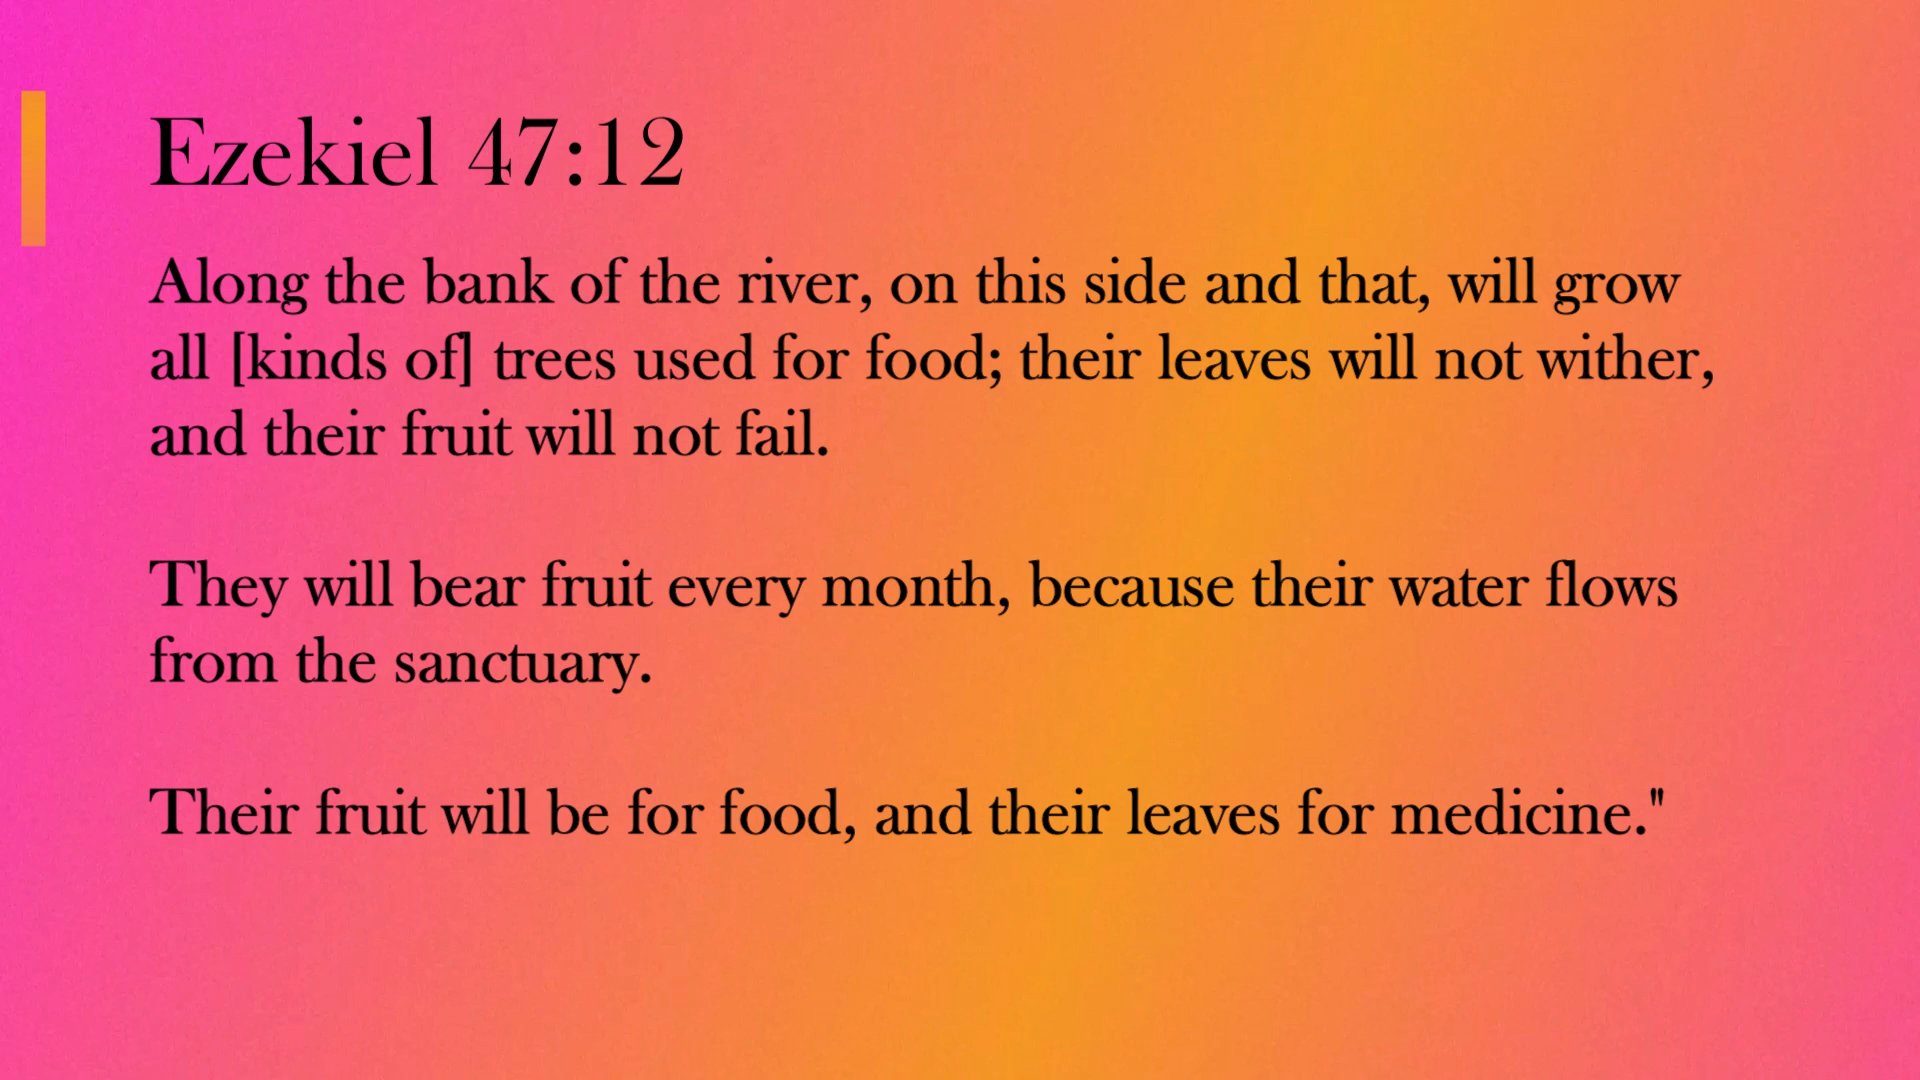 Ezekiel 47:12
Along the bank of the river, on this side and that, will grow
all [kinds of] trees used for food; their leaves will not wither,
and their fruit will not fail.
They will bear fruit every month, because their water flows
from the sanctuary.
Their fruit will be for food, and their leaves for medicine."